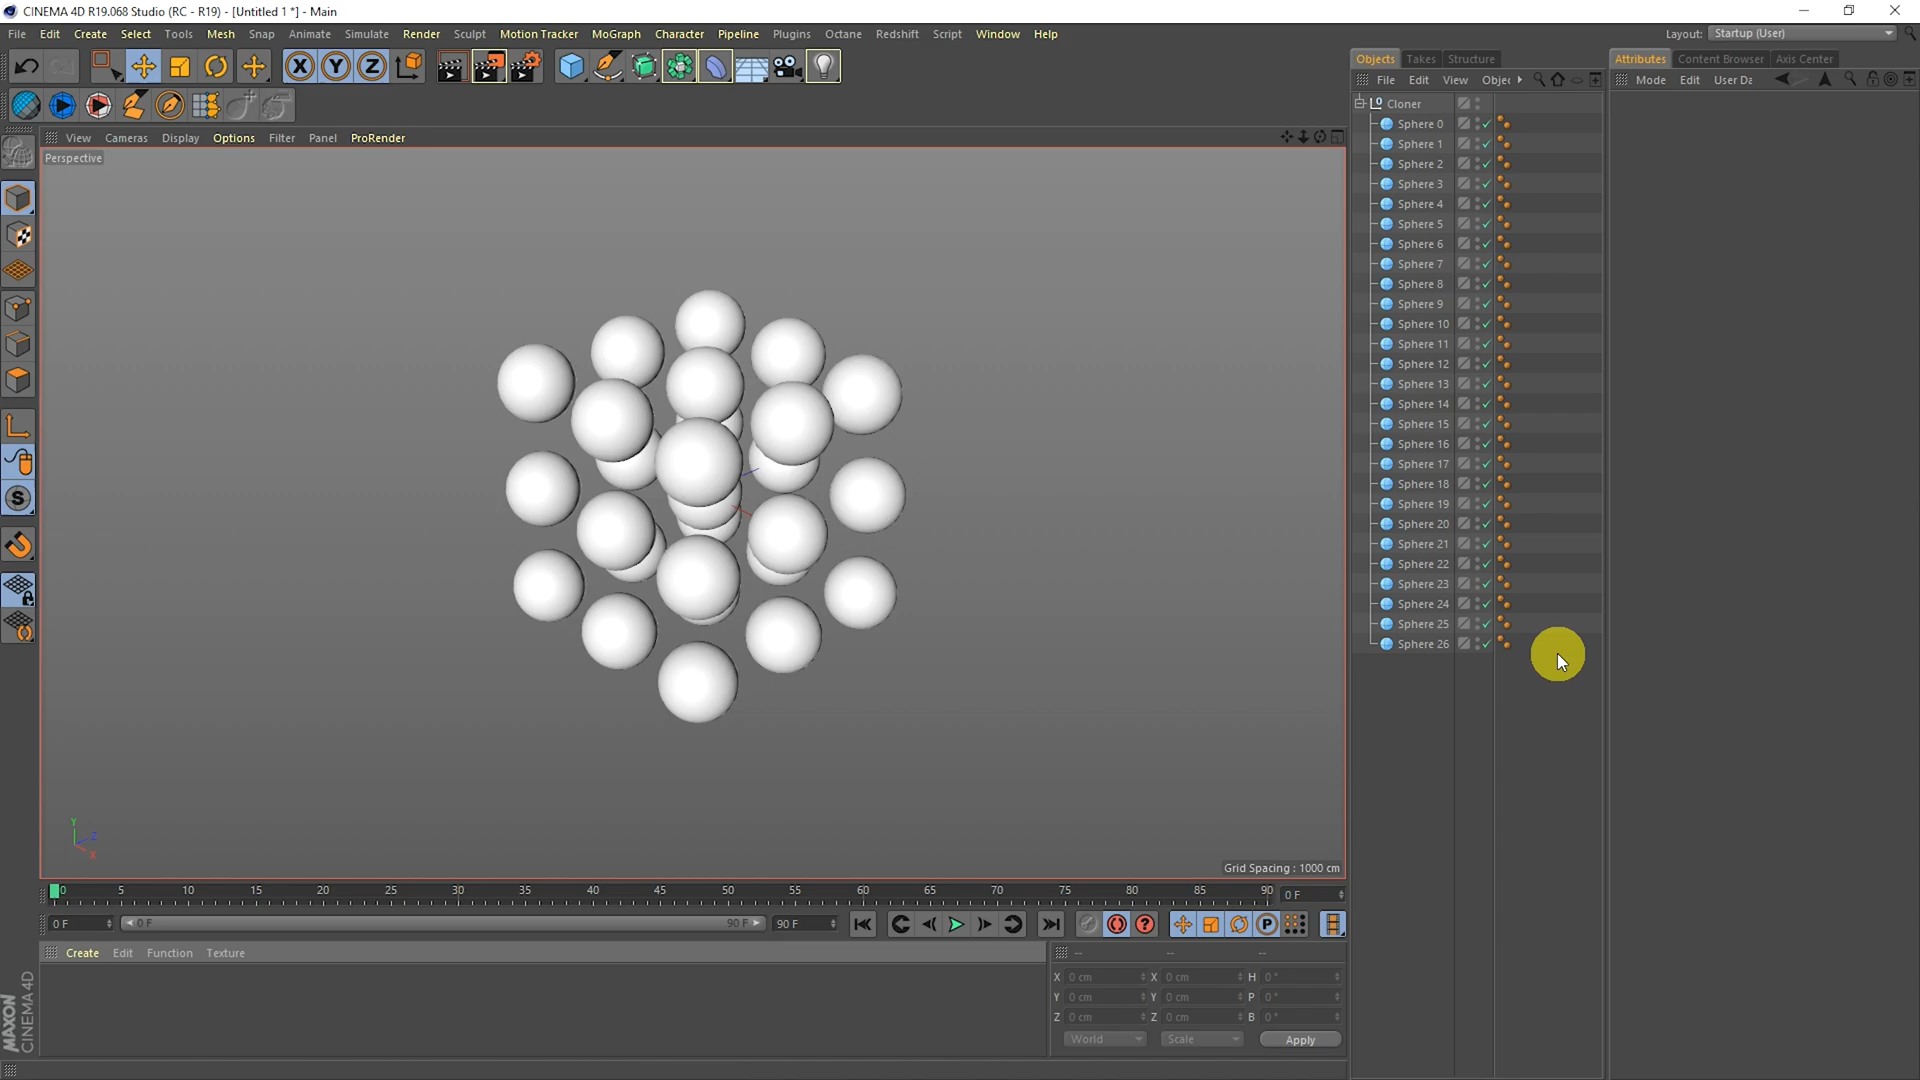 CINEMA 4D R19.068 Studio (RC - R19) - [Untitled 1 *] - Main
File Edit Create Select Tools Mesh Snap Animate Simulate Render Sculpt Motion Tracker MoGraph Character Pipeline Plugins Octane Redshift Script Window Help
Layout: Startup (User)
Objects Takes Structure
Attributes Content Browser Axis Center
File Edit View Objec
Mode Edit User Da
View Cameras Display Options Filter Panel ProRender
Perspective
Cloner
Sphere 0
Sphere 1
Sphere 2
Sphere 3
Sphere 4
Sphere 5
Sphere 6
Sphere 7
Sphere 8
Sphere 9
Sphere 10
Sphere 11
Sphere 12
Sphere 13
Sphere 14
Sphere 15
Sphere 16
Sphere 17
Sphere 18
Sphere 19
Sphere 20
Sphere 21
Sphere 22
Sphere 23
Sphere 24
Sphere 25
Sphere 26
Y
Z
X
Grid Spacing : 1000 cm
0 5 10 15 20 25 30 35 40 45 50 55 60 65 70 75 80 85 90
0 F
0 F 0 F 90 F 90 F
Create Edit Function Texture
-- -- --
X 0 cm X 0 cm H 0 °
Y 0 cm Y 0 cm P 0 °
Z 0 cm Z 0 cm B 0 °
World Scale Apply
MAXON
CINEMA 4D